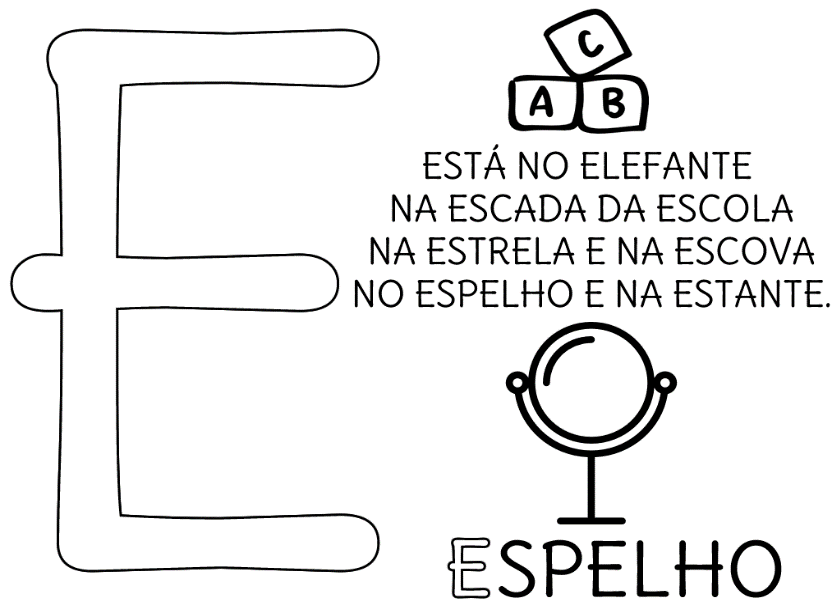 E
C
A B
ESTÁ NO ELEFANTE
NA ESCADA DA ESCOLA
NA ESTRELA E NA ESCOVA
NO ESPELHO E NA ESTANTE.
ESPELHO